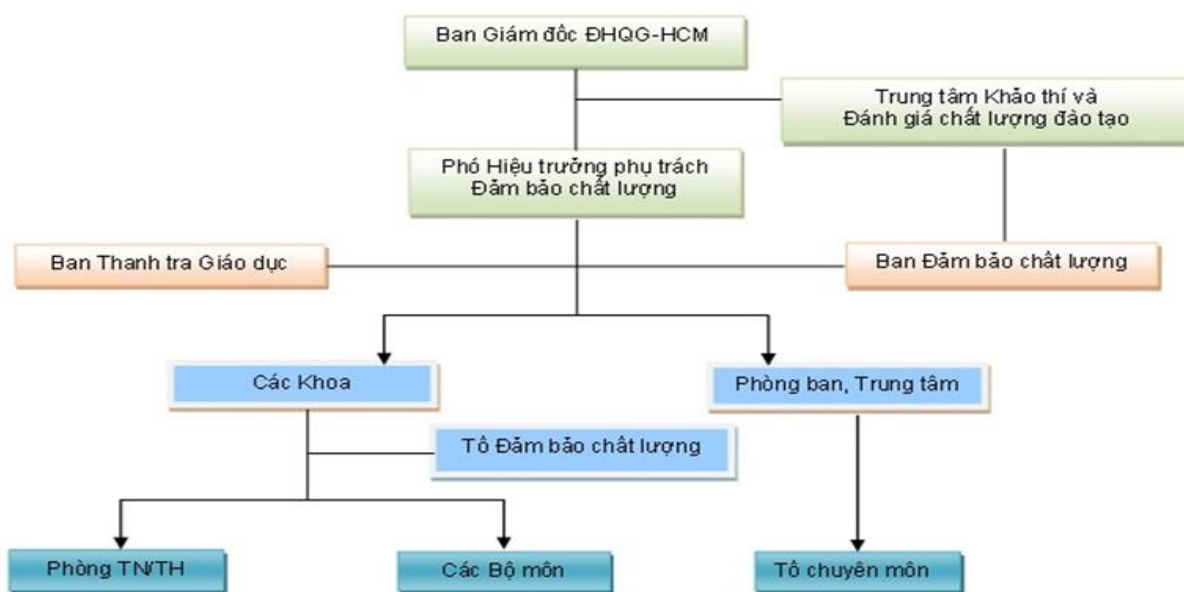 Ban Giám đốc ĐHQG-HCM
Trung tâm Khảo thí và
Đánh giá chất lượng đào tạo
Phó Hiệu trưởng phụ trách
Đảm bảo chất lượng
Ban Thanh tra Giáo dục
Ban Đảm bảo chất lượng
Các Khoa
Phòng ban, Trung tâm
Tổ Đảm bảo chất lượng
Phòng TN/TH
Các Bộ môn
Tổ chuyên môn